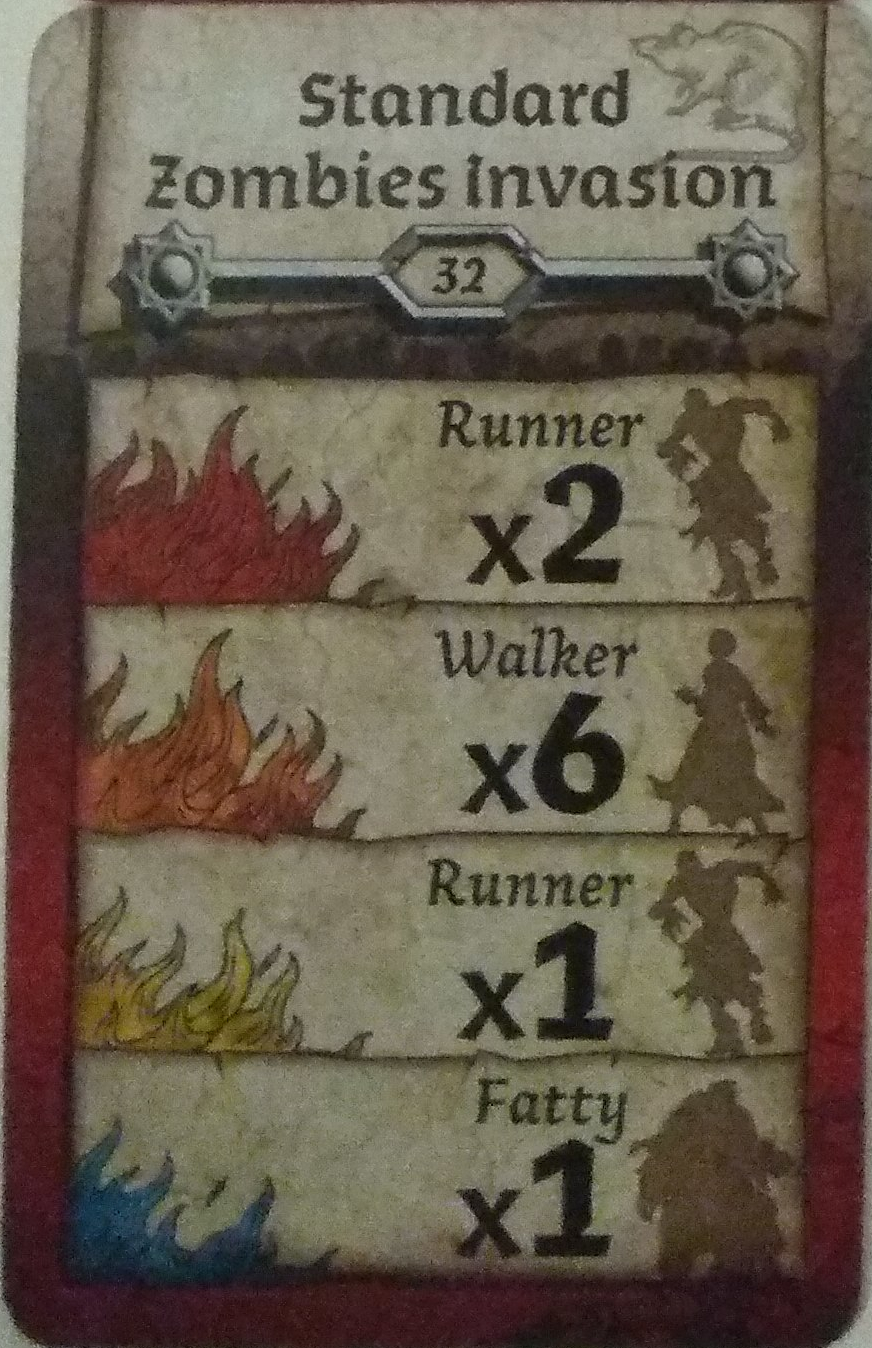 Standard
Zombies Invasion
32
Runner
x2
Walker
x6
Runner
x1
Fatty
x1